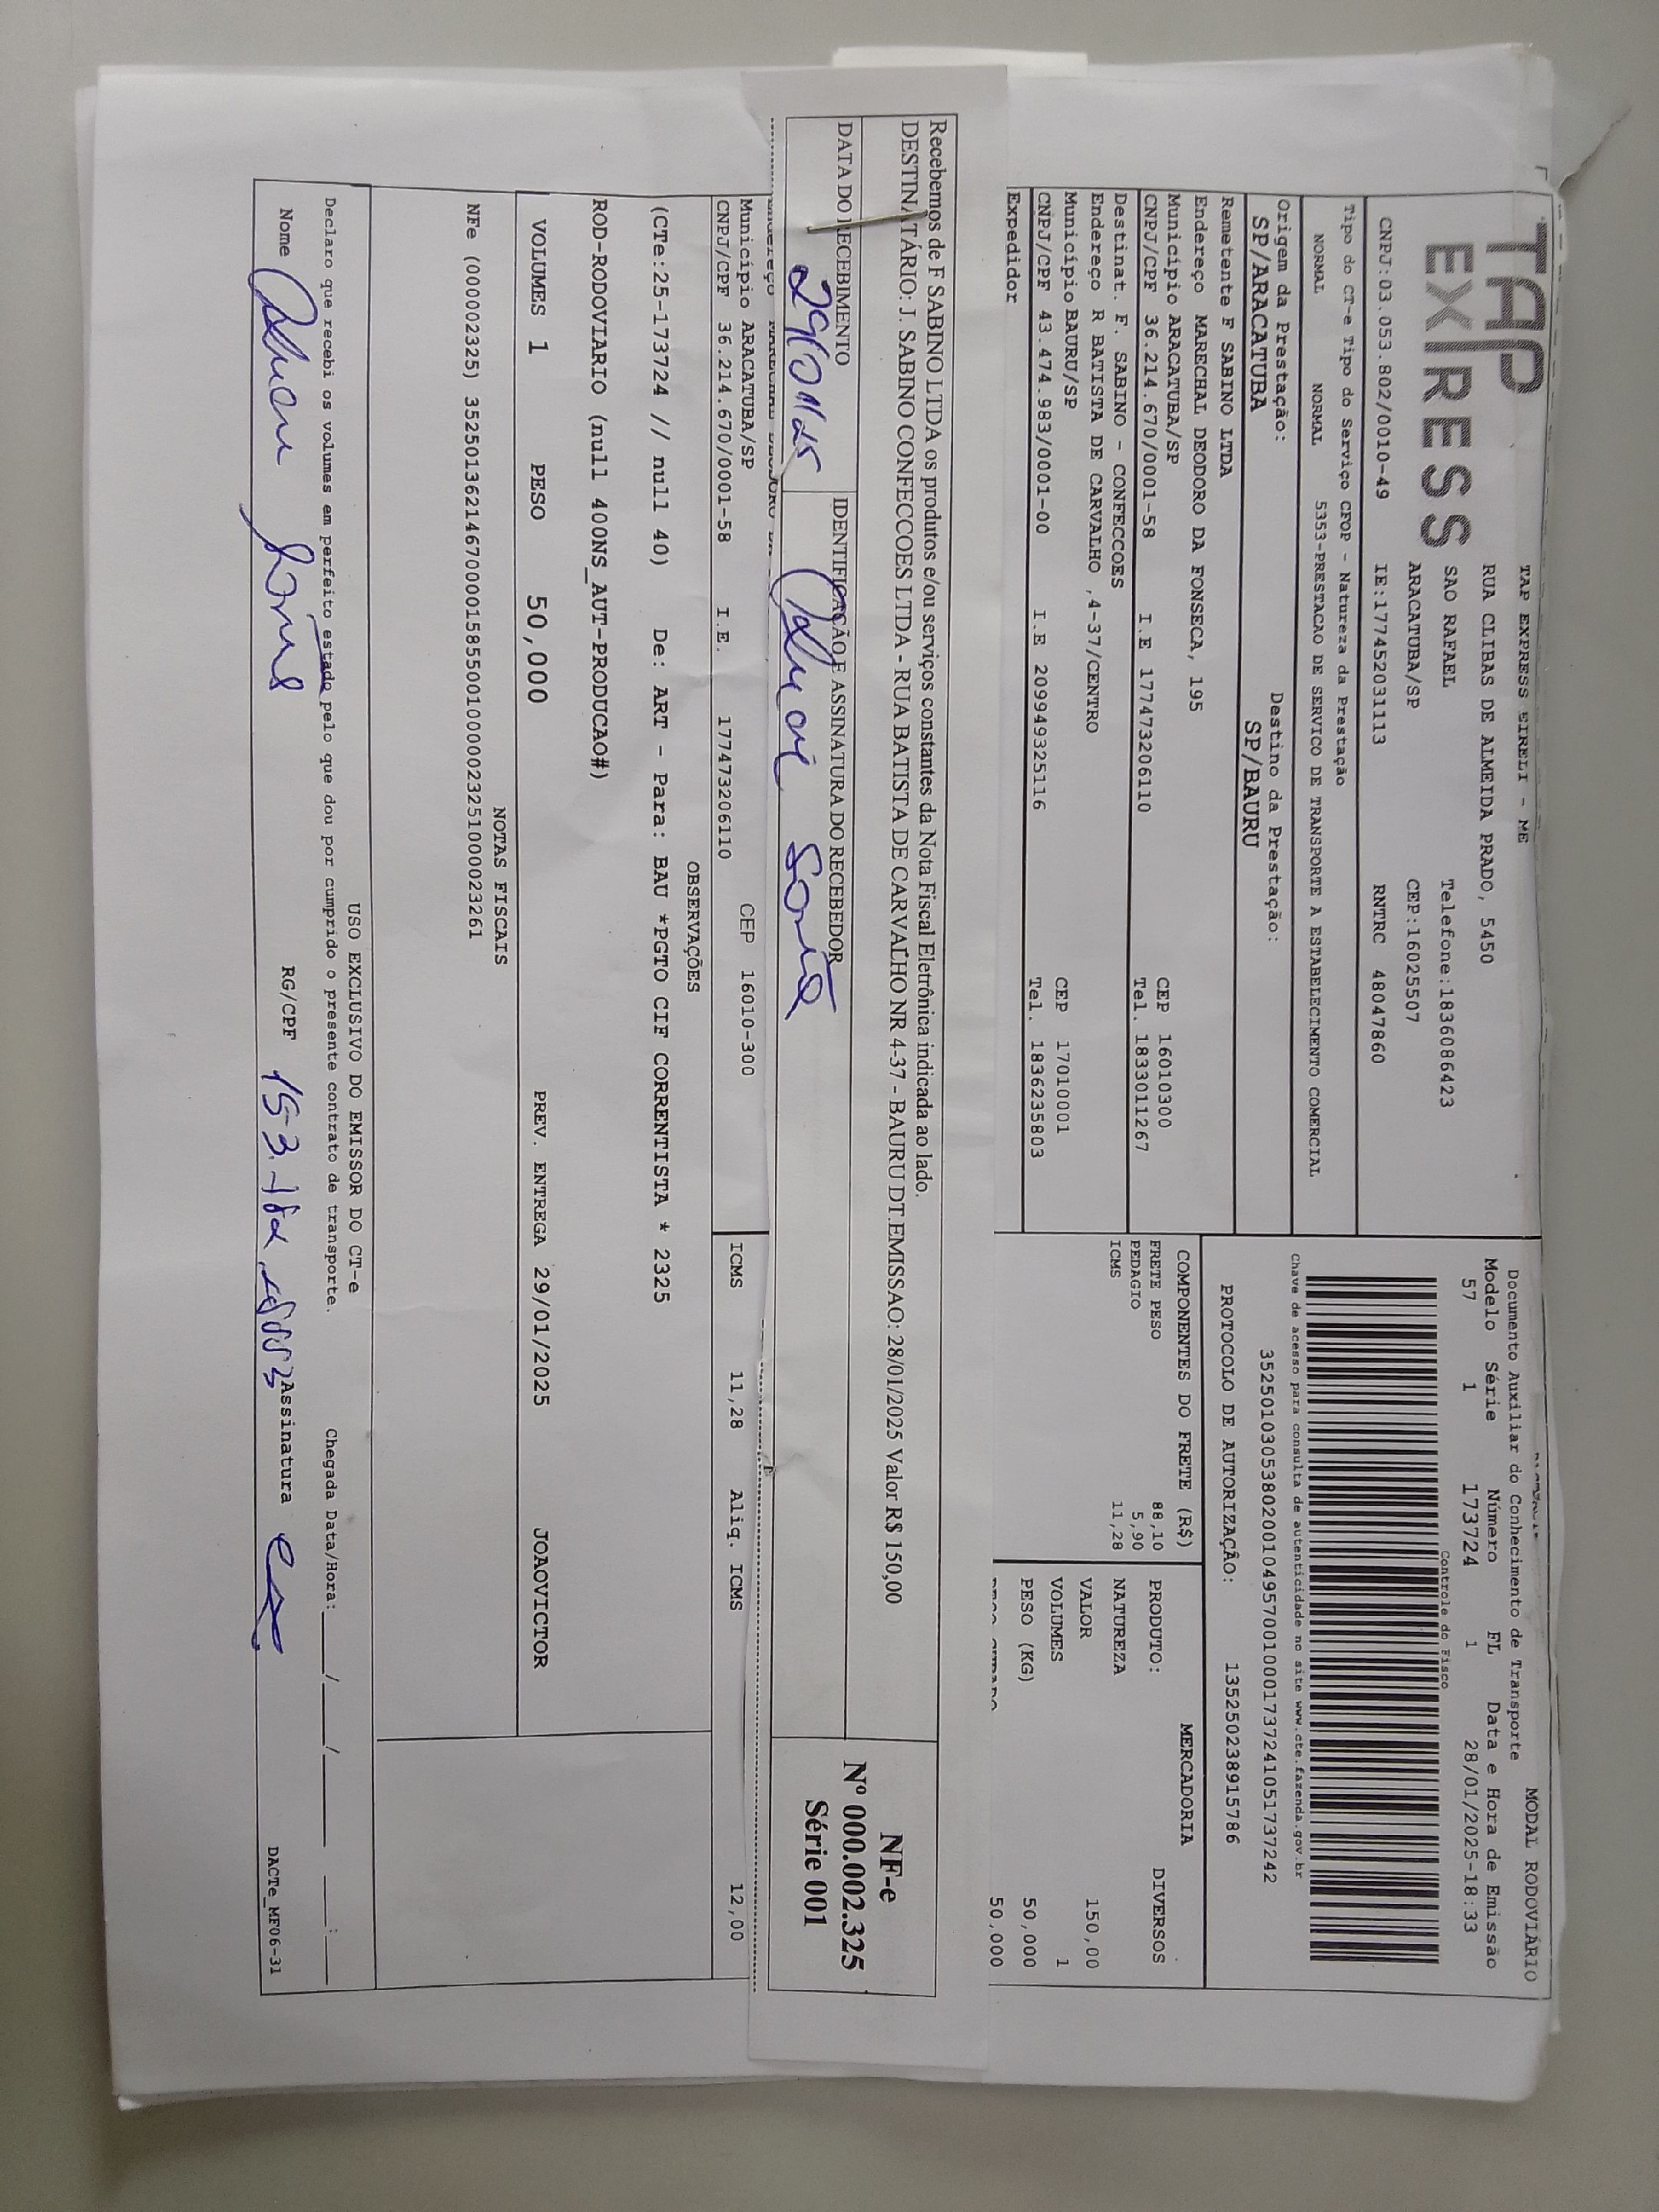 TAP
EXPRESS
TAP EXPRESS EIRELI - ME
RUA CLIBAS DE ALMEIDA PRADO, 5450
SAO RAFAEL Telefone:1836086423
ARACATUBA/SP CEP:16025507
CNPJ:03.053.802/0010-49 IE:177452031113 RNTRC 48047860
Tipo do CT-e Tipo do Serviço CFOP - Natureza da Prestação
NORMAL NORMAL 5353-PRESTACAO DE SERVICO DE TRANSPORTE A ESTABELECIMENTO COMERCIAL
Origem da Prestação: Destino da Prestação:
SP/ARACATUBA SP/BAURU
Remetente F SABINO LTDA
Endereço MARECHAL DEODORO DA FONSECA, 195
Município ARACATUBA/SP CEP 16010300
CNPJ/CPF 36.214.670/0001-58 I.E 177473206110 Tel. 1833011267
Destinat. F. SABINO - CONFECCOES
Endereço R BATISTA DE CARVALHO ,4-37/CENTRO
Município BAURU/SP CEP 17010001
CNPJ/CPF 43.474.983/0001-00 I.E 209949325116 Tel. 1836235803
Expedidor
MODAL RODOVIÁRIO
Documento Auxiliar do Conhecimento de Transporte
Modelo Série Número FL Data e Hora de Emissão
57 1 173724 1 28/01/2025-18:33
Controle do Fisco
Chave de acesso para consulta de autenticidade no site www.cte.fazenda.gov.br
35250103053802001049570010001737241051737242
PROTOCOLO DE AUTORIZAÇÃO: 135250238915786
COMPONENTES DO FRETE (R$)
FRETE PESO 88,10
PEDAGIO 5,90
ICMS 11,28
MERCADORIA
PRODUTO: DIVERSOS
NATUREZA
VALOR 150,00
VOLUMES 1
PESO (KG) 50,000
50,000
Recebemos de F SABINO LTDA os produtos e/ou serviços constantes da Nota Fiscal Eletrônica indicada ao lado.
DESTINATÁRIO: J. SABINO CONFECCOES LTDA - RUA BATISTA DE CARVALHO NR 4-37 - BAURU DT.EMISSAO: 28/01/2025 Valor R$ 150,00
DATA DO RECEBIMENTO IDENTIFICAÇÃO E ASSINATURA DO RECEBEDOR
29/01/25
NF-e
Nº 000.002.325
Série 001
Município ARACATUBA/SP CEP 16010-300
CNPJ/CPF 36.214.670/0001-58 I.E. 177473206110
ICMS 11,28 Aliq. ICMS 12,00
OBSERVAÇÕES
(CTe:25-173724 // null 40) De: ART - Para: BAU *PGTO CIF CORRENTISTA * 2325
ROD-RODOVIARIO (null 400NS_AUT-PRODUCAO#)
VOLUMES 1 PESO 50,000 PREV. ENTREGA 29/01/2025 JOAOVICTOR
NOTAS FISCAIS
NFe (000002325) 35250136214670000158550010000023251000023261
USO EXCLUSIVO DO EMISSOR DO CT-e
Declaro que recebi os volumes em perfeito estado pelo que dou por cumprido o presente contrato de transporte. Chegada Data/Hora:____/____/____ ___:___
Nome RG/CPF Assinatura
DACTe_MF06-31